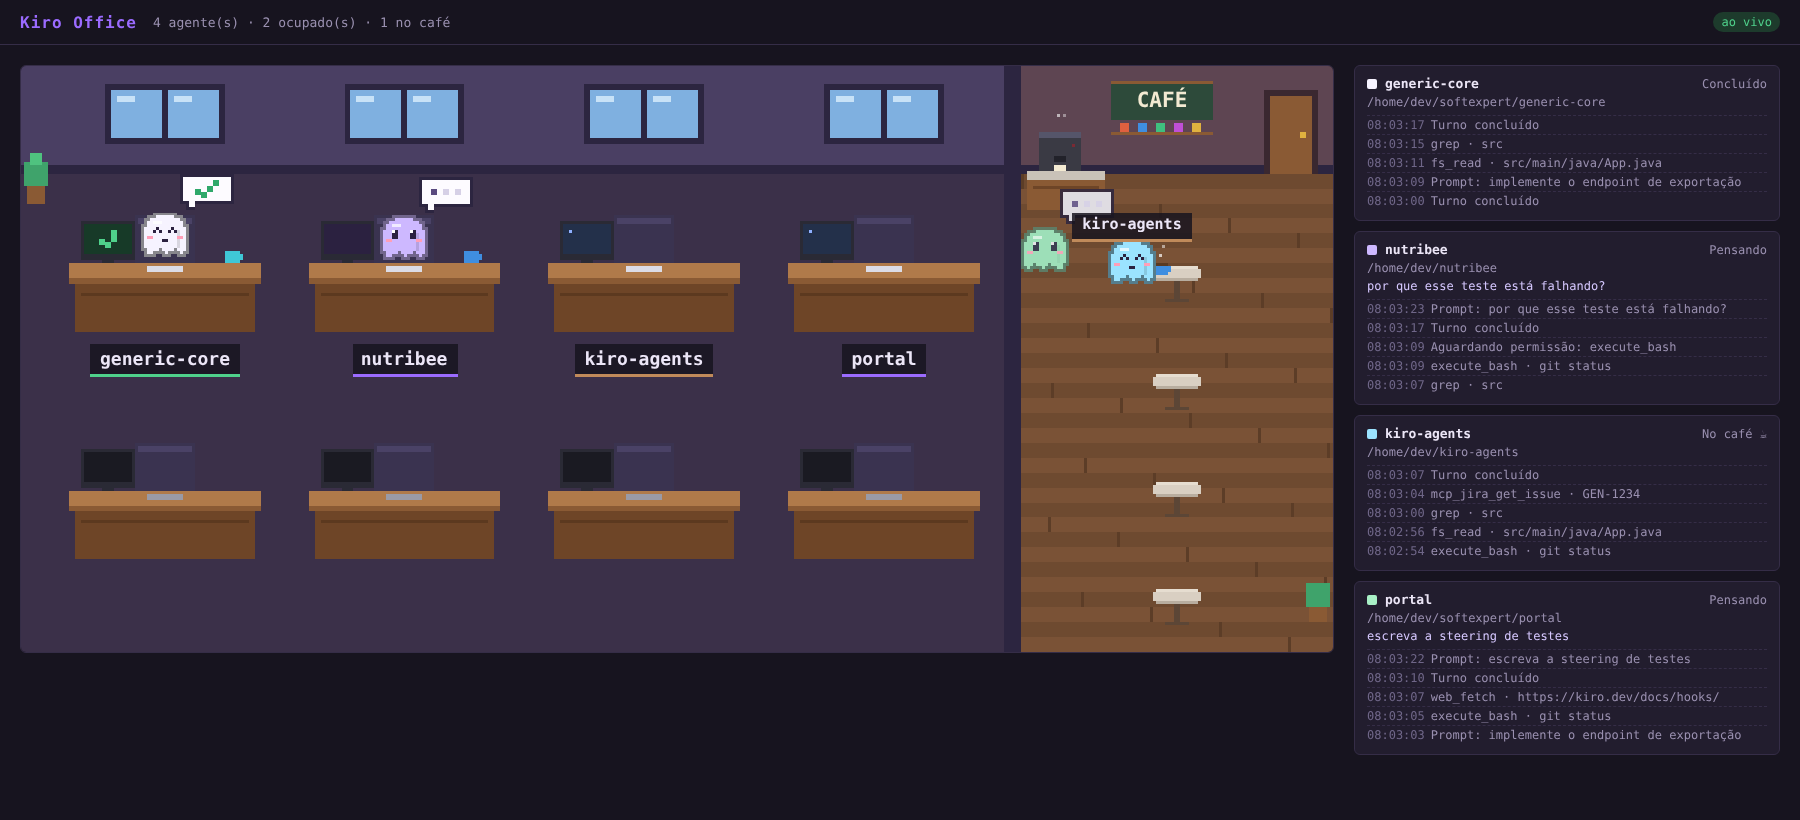 Kiro Office 4 agente(s) · 2 ocupado(s) · 1 no café
ao vivo
CAFÉ
kiro-agents
generic-core
nutribee
kiro-agents
portal
generic-core Concluído
/home/dev/softexpert/generic-core
08:03:17 Turno concluído
08:03:15 grep · src
08:03:11 fs_read · src/main/java/App.java
08:03:09 Prompt: implemente o endpoint de exportação
08:03:00 Turno concluído
nutribee Pensando
/home/dev/nutribee
por que esse teste está falhando?
08:03:23 Prompt: por que esse teste está falhando?
08:03:17 Turno concluído
08:03:09 Aguardando permissão: execute_bash
08:03:09 execute_bash · git status
08:03:07 grep · src
kiro-agents No café ☕
/home/dev/kiro-agents
08:03:07 Turno concluído
08:03:04 mcp_jira_get_issue · GEN-1234
08:03:00 grep · src
08:02:56 fs_read · src/main/java/App.java
08:02:54 execute_bash · git status
portal Pensando
/home/dev/softexpert/portal
escreva a steering de testes
08:03:22 Prompt: escreva a steering de testes
08:03:10 Turno concluído
08:03:07 web_fetch · https://kiro.dev/docs/hooks/
08:03:05 execute_bash · git status
08:03:03 Prompt: implemente o endpoint de exportação